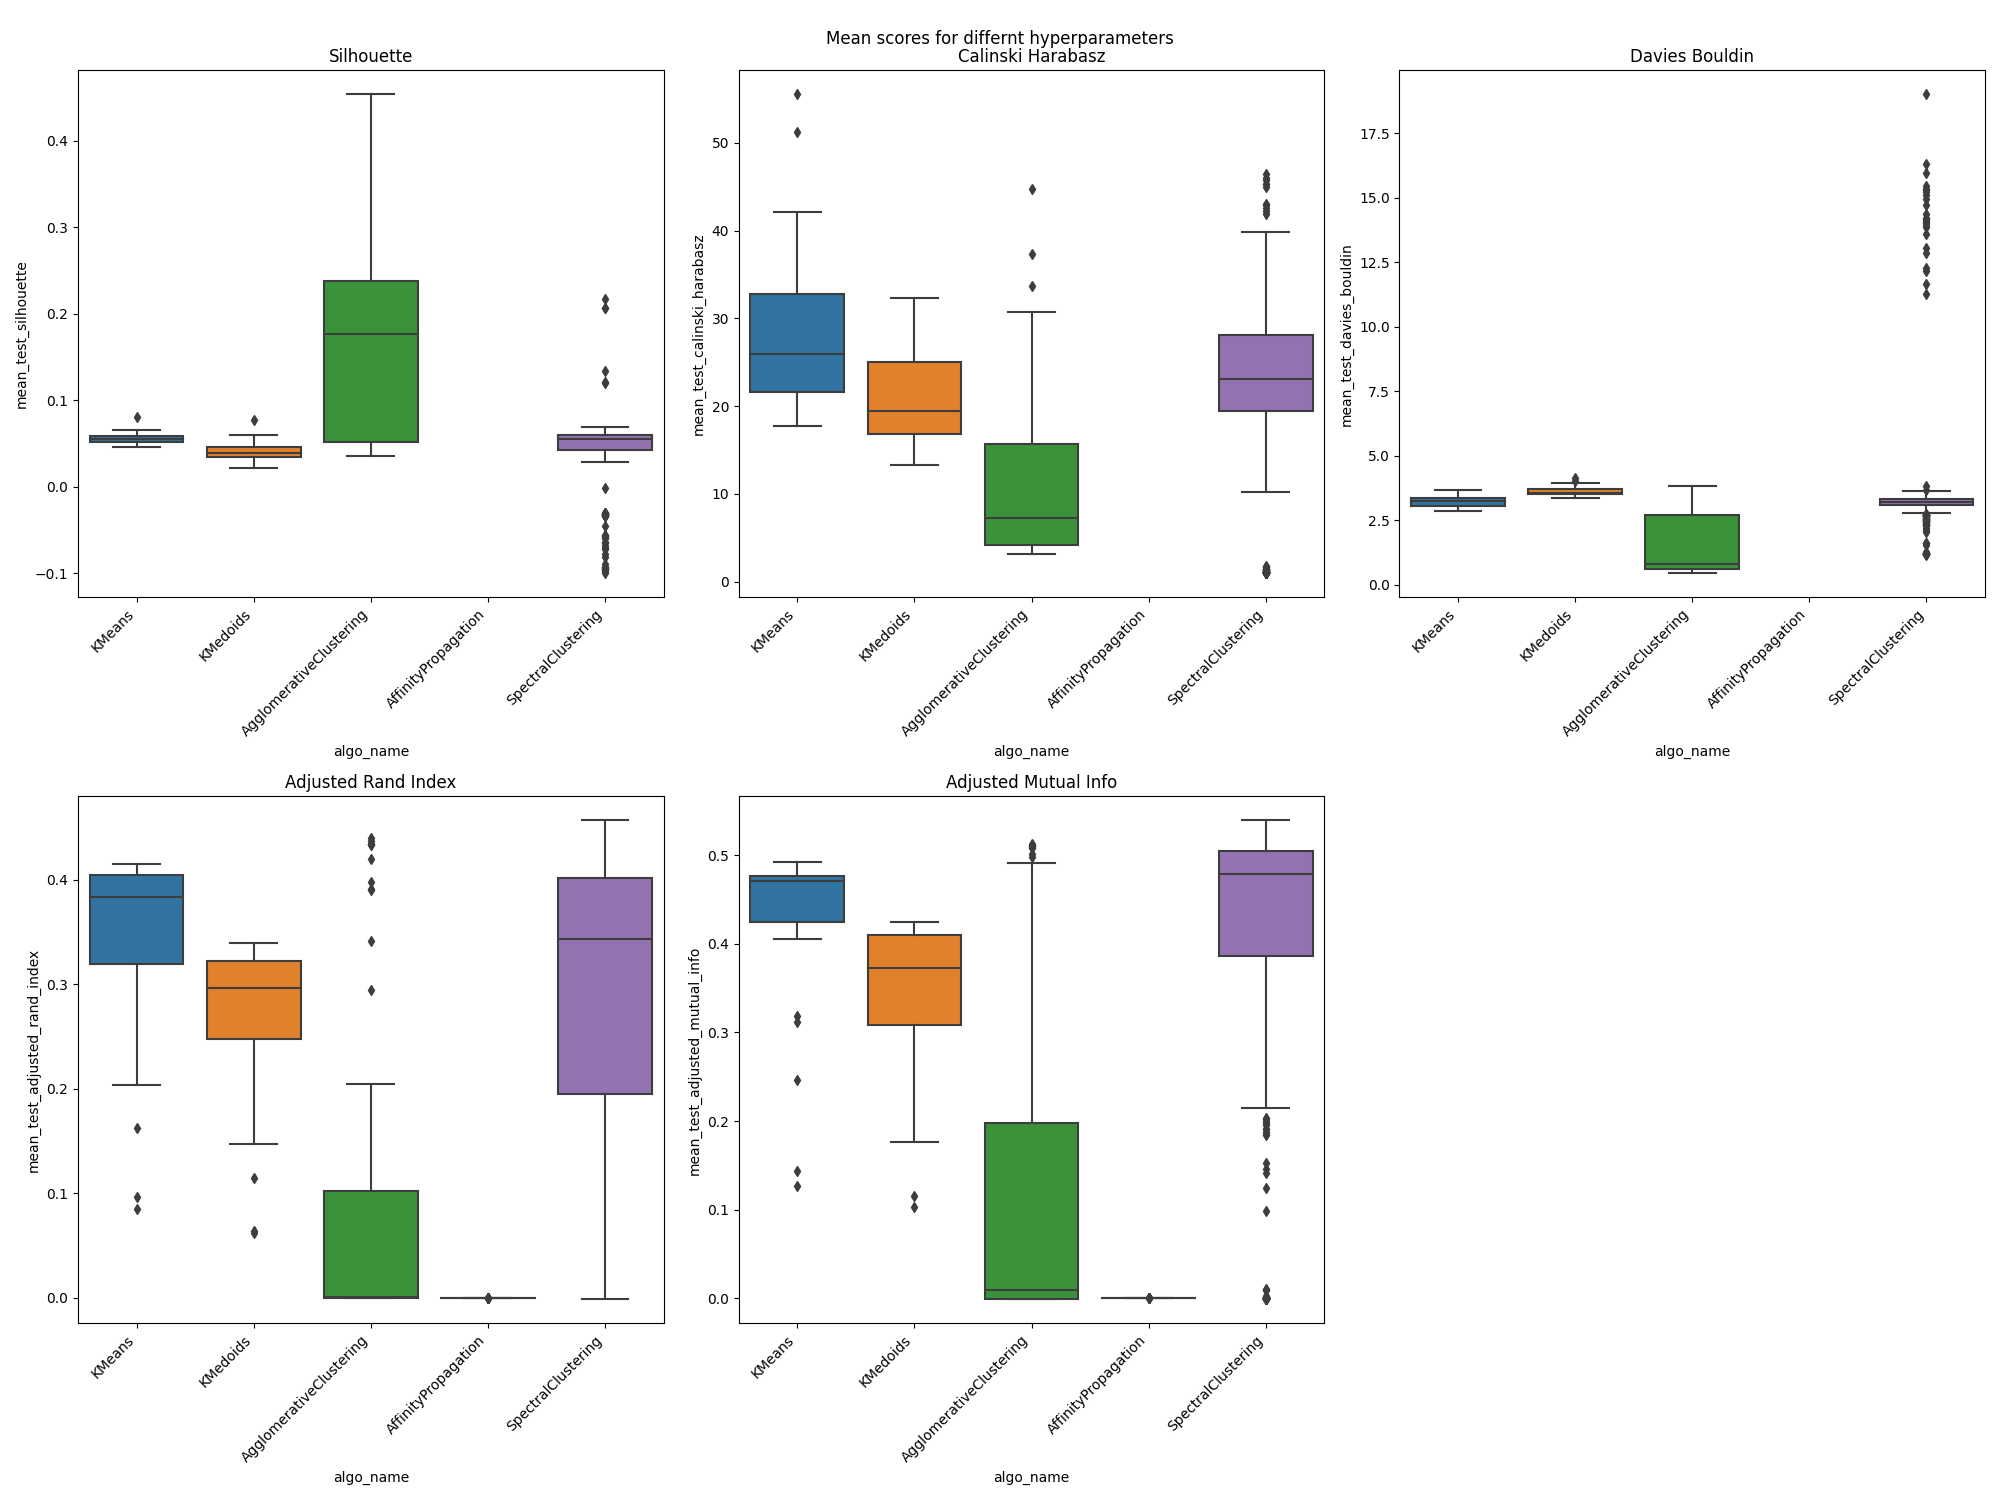 Mean scores for differnt hyperparameters
Silhouette
mean_test_silhouette
0.4
0.3
0.2
0.1
0.0
−0.1
KMeans
KMedoids
AgglomerativeClustering
AffinityPropagation
SpectralClustering
algo_name
Calinski Harabasz
mean_test_calinski_harabasz
50
40
30
20
10
0
KMeans
KMedoids
AgglomerativeClustering
AffinityPropagation
SpectralClustering
algo_name
Davies Bouldin
mean_test_davies_bouldin
17.5
15.0
12.5
10.0
7.5
5.0
2.5
0.0
KMeans
KMedoids
AgglomerativeClustering
AffinityPropagation
SpectralClustering
algo_name
Adjusted Rand Index
mean_test_adjusted_rand_index
0.4
0.3
0.2
0.1
0.0
KMeans
KMedoids
AgglomerativeClustering
AffinityPropagation
SpectralClustering
algo_name
Adjusted Mutual Info
mean_test_adjusted_mutual_info
0.5
0.4
0.3
0.2
0.1
0.0
KMeans
KMedoids
AgglomerativeClustering
AffinityPropagation
SpectralClustering
algo_name